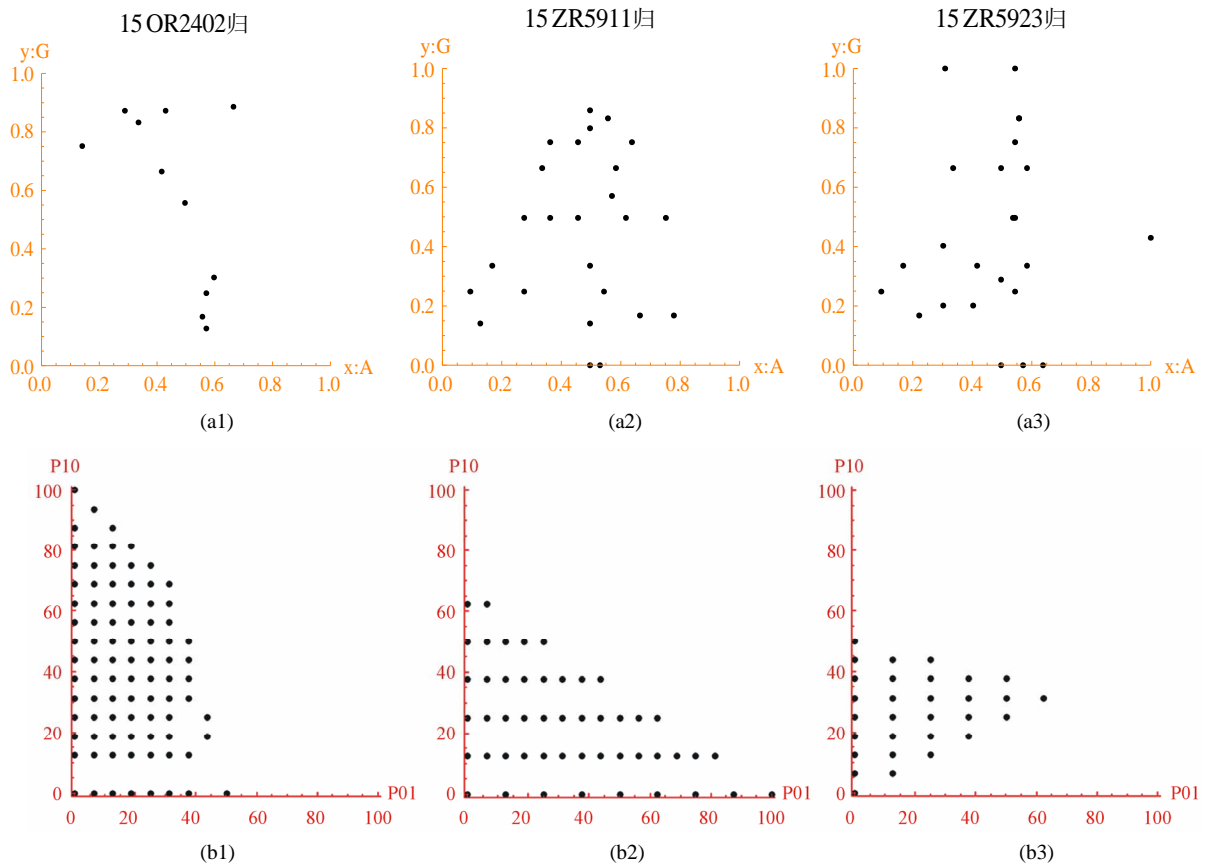 15 OR2402归
15 ZR5911归
15 ZR5923归
y:G
y:G
y:G
1.0
0.8
0.6
0.4
0.2
0.0
0.0 0.2 0.4 0.6 0.8 1.0
x:A
1.0
0.8
0.6
0.4
0.2
0.0
0.0 0.2 0.4 0.6 0.8 1.0
x:A
1.0
0.8
0.6
0.4
0.2
0.0
0.0 0.2 0.4 0.6 0.8 1.0
x:A
(a1)
(a2)
(a3)
P10
P10
P10
100
80
60
40
20
0
P01
0 20 40 60 80 100
100
80
60
40
20
0
P01
0 20 40 60 80 100
100
80
60
40
20
0
P01
0 20 40 60 80 100
(b1)
(b2)
(b3)